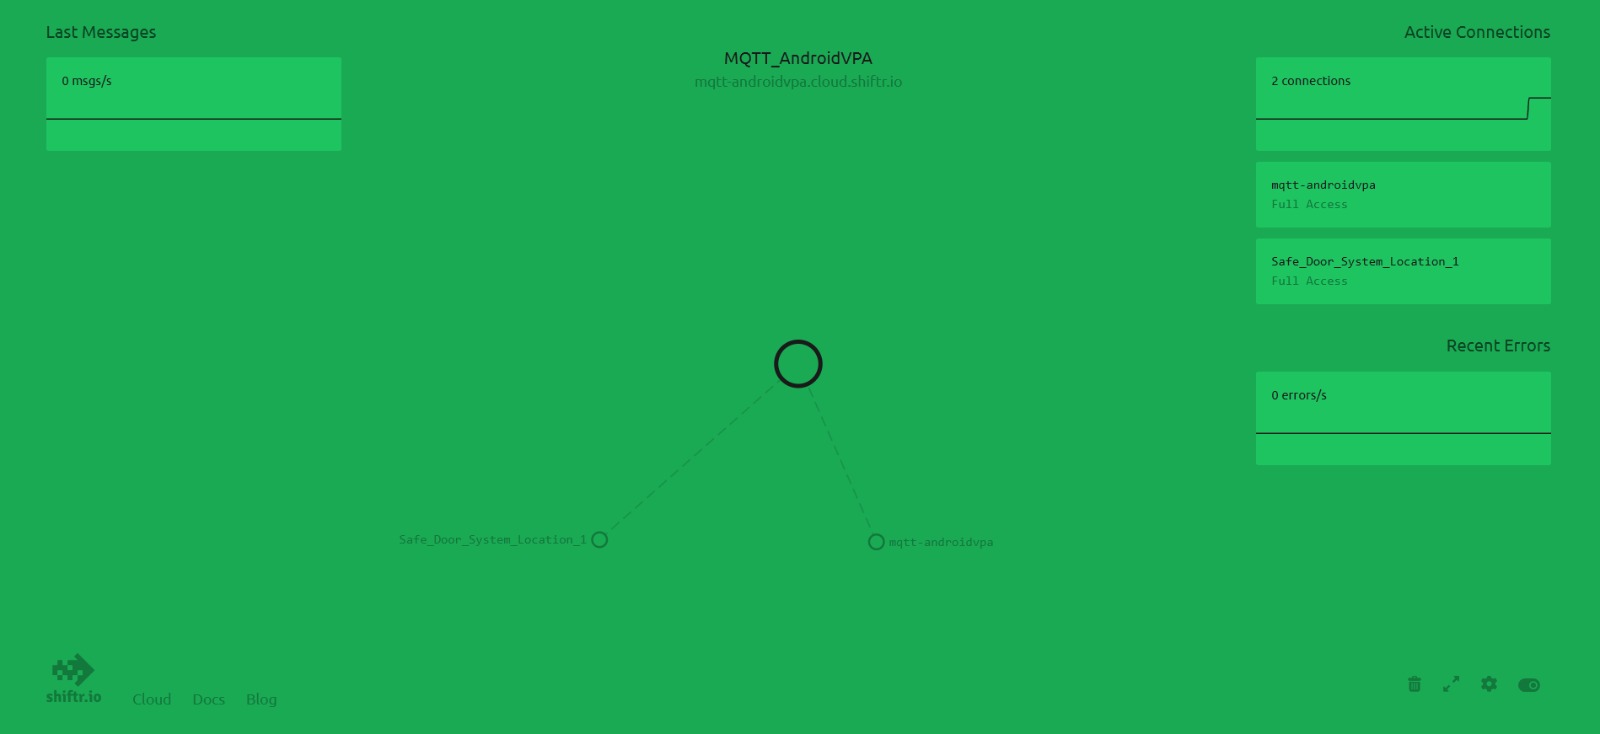 Last Messages
0 msgs/s
MQTT_AndroidVPA
mqtt-androidvpa.cloud.shiftr.io
Active Connections
2 connections
mqtt-androidvpa
Full Access
Safe_Door_System_Location_1
Full Access
Recent Errors
0 errors/s
Safe_Door_System_Location_1
mqtt-androidvpa
shiftr.io
Cloud Docs Blog